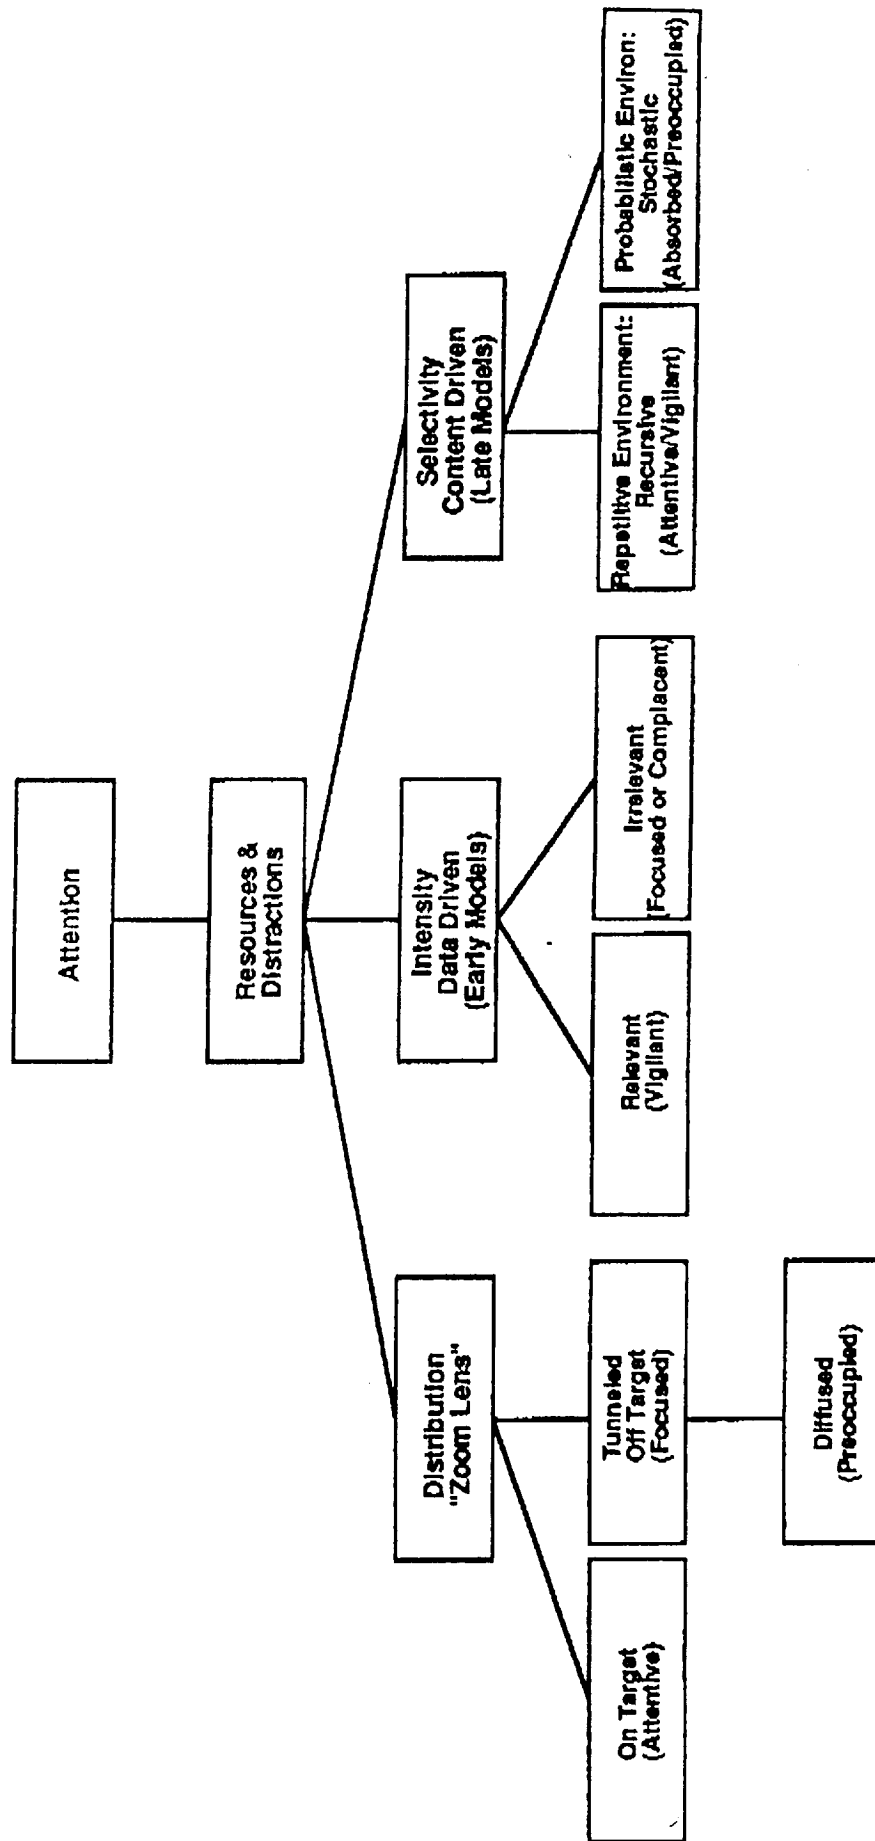 Attention
Resources &
Distractions
Distribution
"Zoom Lens"
Intensity
Data Driven
(Early Models)
Selectivity
Content Driven
(Late Models)
On Target
(Attentive)
Tunneled
Off Target
(Focused)
Relevant
(Vigilant)
Irrelevant
(Focused or Complacent)
Repetitive Environment:
Recursive
(Attentive/Vigilant)
Probabilistic Environ:
Stochastic
(Absorbed/Preoccupied)
Diffused
(Preoccupied)